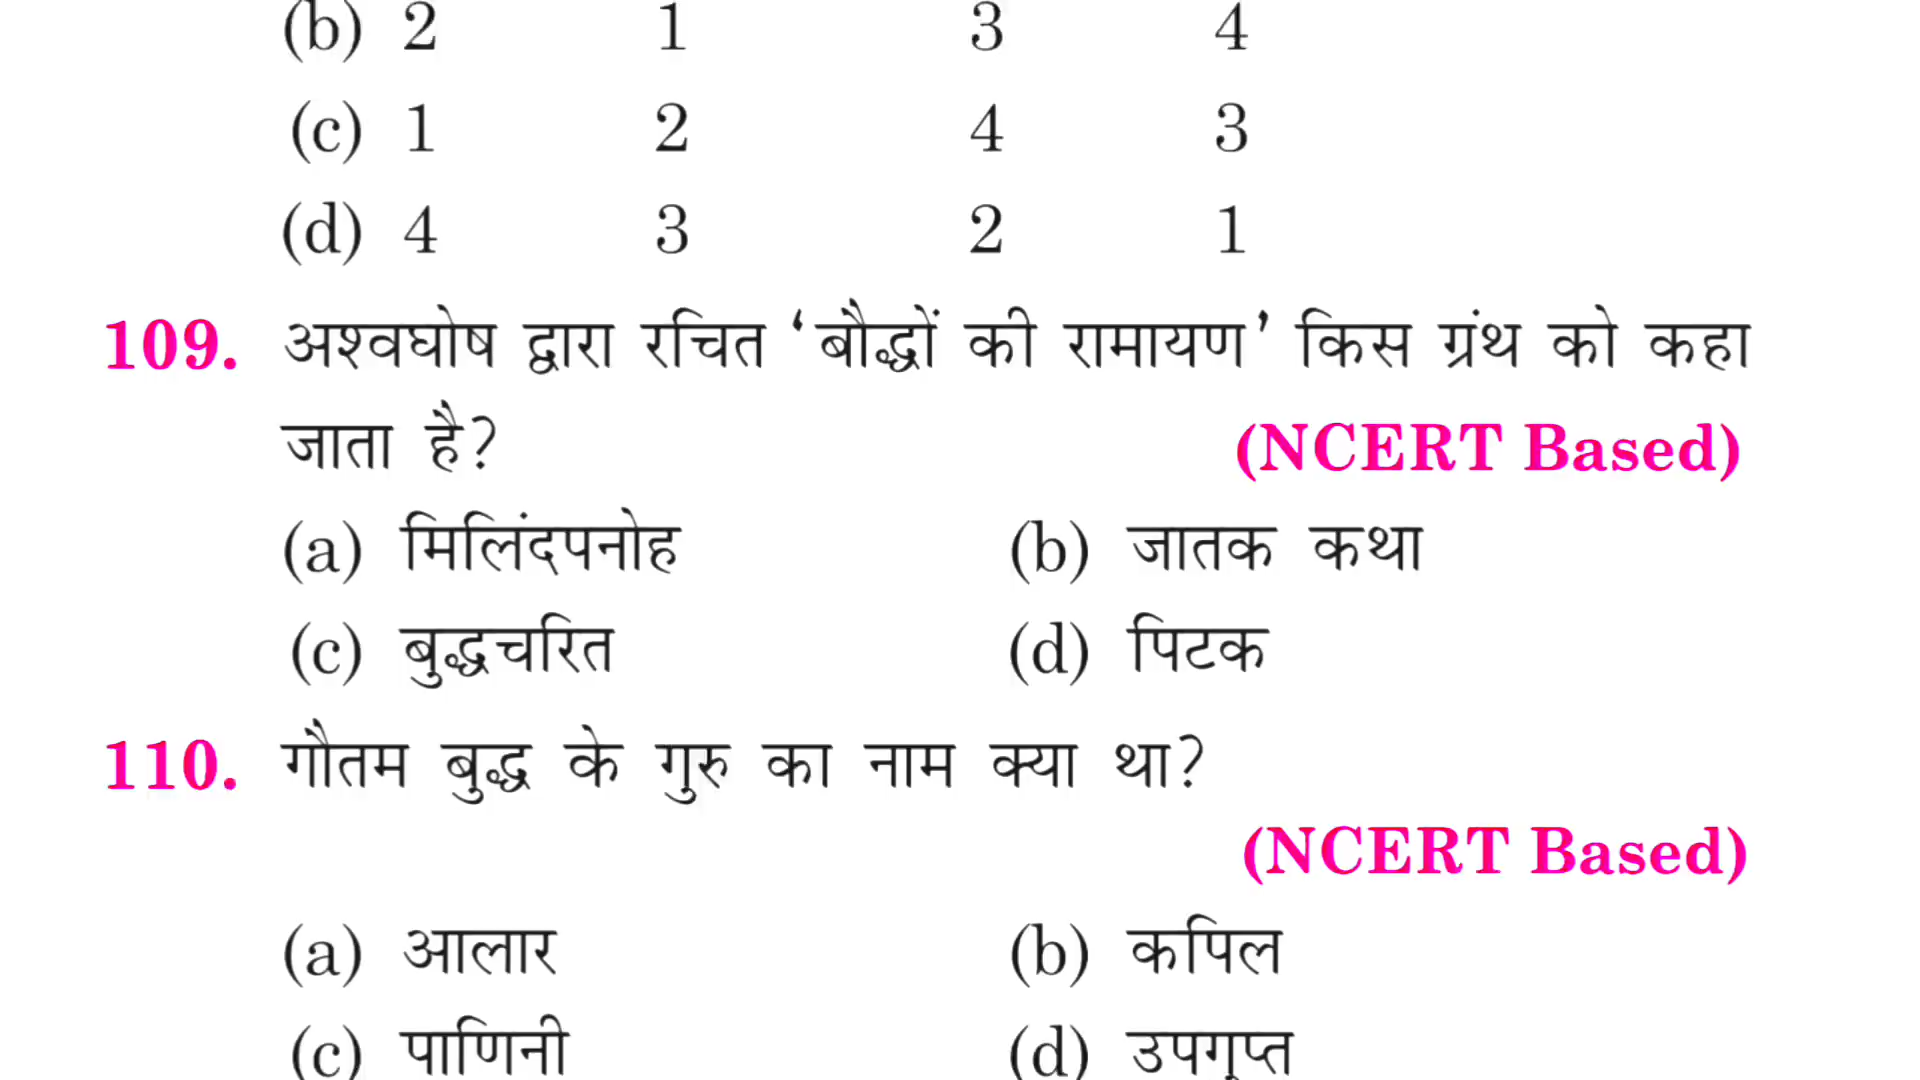 (b) 2 1 3 4
(c) 1 2 4 3
(d) 4 3 2 1
109. अश्वघोष द्वारा रचित ‘बौद्धों की रामायण’ किस ग्रंथ को कहा
जाता है? (NCERT Based)
(a) मिलिंदपनोह (b) जातक कथा
(c) बुद्धचरित (d) पिटक
110. गौतम बुद्ध के गुरु का नाम क्या था?
(NCERT Based)
(a) आलार (b) कपिल
(c) पाणिनी (d) उपगुप्त